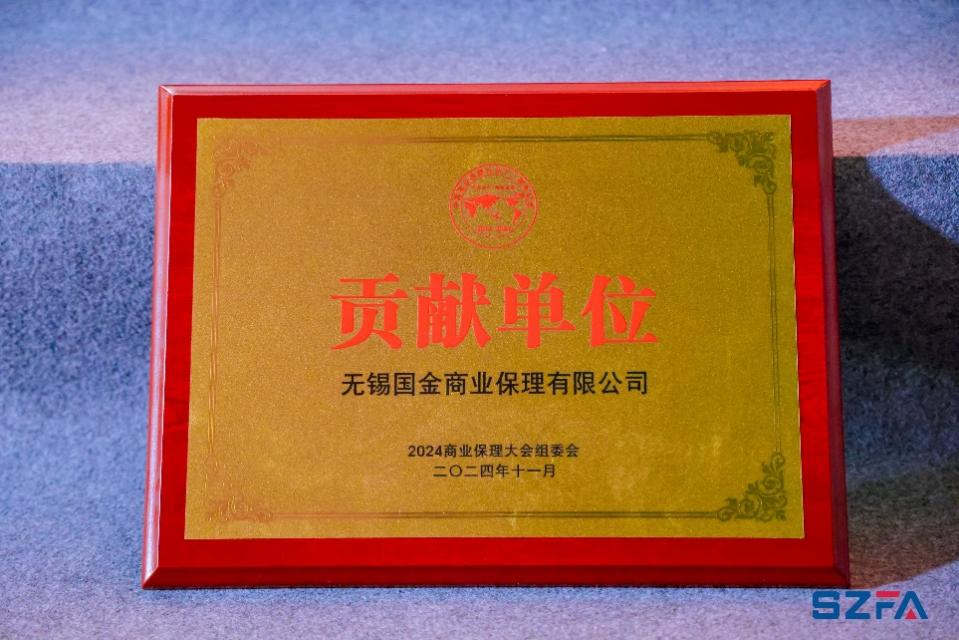 贡献单位
无锡国金商业保理有限公司
2024商业保理大会组委会
二〇二四年十一月
SZFA